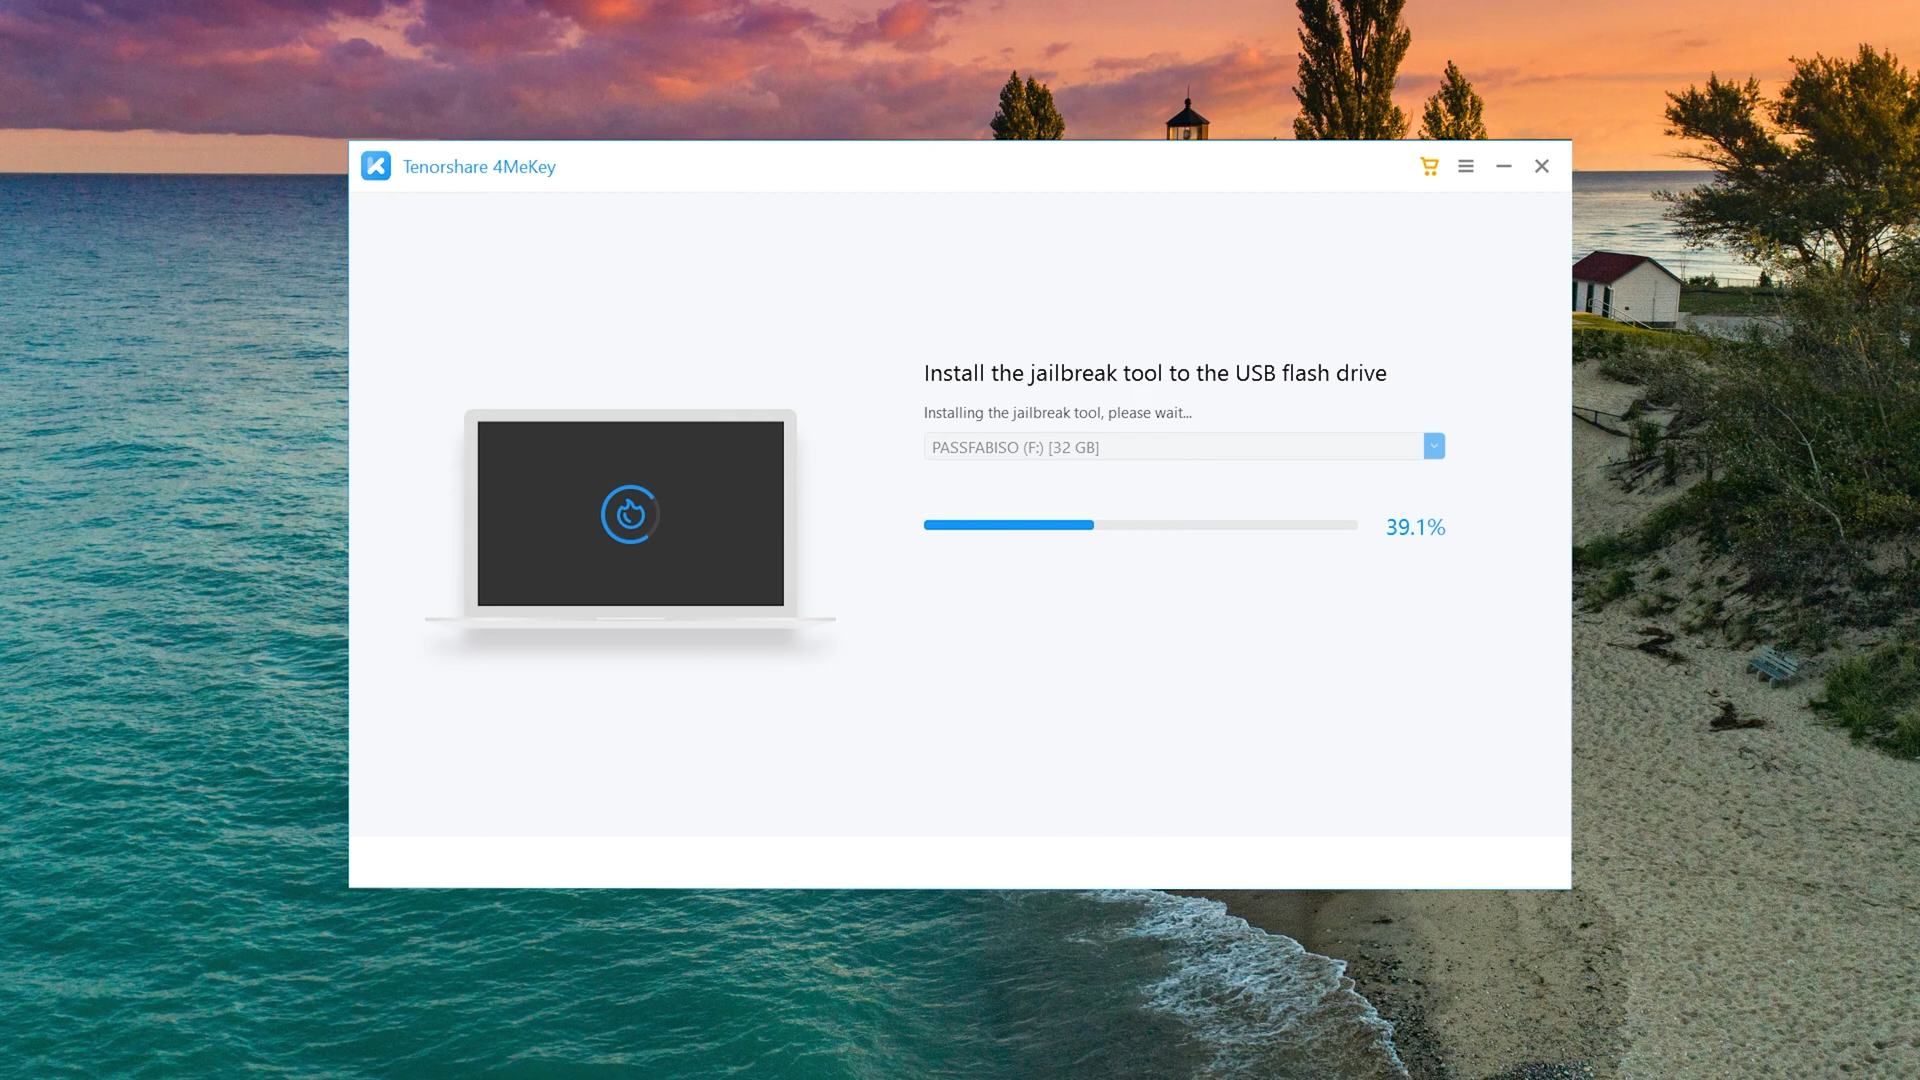 Tenorshare 4MeKey
Install the jailbreak tool to the USB flash drive
Installing the jailbreak tool, please wait...
PASSFABISO (F:) [32 GB]
39.1%